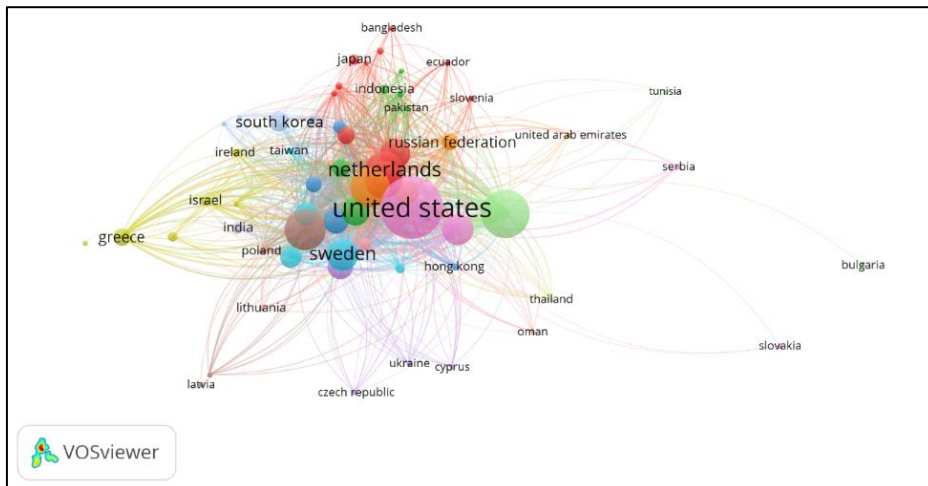 bangladesh
japan
ecuador
indonesia
slovenia
tunisia
pakistan
south korea
united arab emirates
russian federation
ireland
taiwan
netherlands
serbia
israel
united states
india
greece
poland
sweden
hong kong
bulgaria
thailand
lithuania
oman
slovakia
ukraine
cyprus
latvia
czech republic
VOSviewer